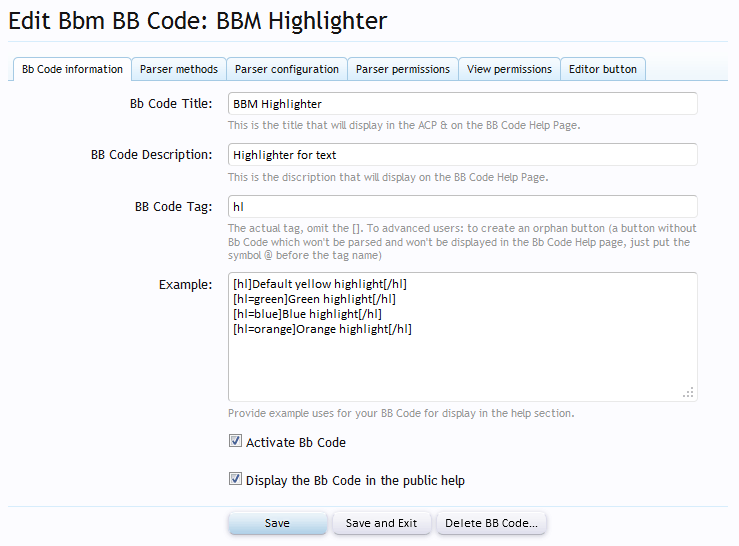 Edit Bbm BB Code: BBM Highlighter
Bb Code information Parser methods Parser configuration Parser permissions View permissions Editor button
Bb Code Title: BBM Highlighter
This is the title that will display in the ACP & on the BB Code Help Page.
BB Code Description: Highlighter for text
This is the discription that will display on the BB Code Help Page.
BB Code Tag: hl
The actual tag, omit the []. To advanced users: to create an orphan button (a button without
Bb Code which won't be parsed and won't be displayed in the Bb Code Help page, just put the
symbol @ before the tag name)
Example: [hl]Default yellow highlight[/hl]
[hl=green]Green highlight[/hl]
[hl=blue]Blue highlight[/hl]
[hl=orange]Orange highlight[/hl]
Provide example uses for your BB Code for display in the help section.
Activate Bb Code
Display the Bb Code in the public help
Save Save and Exit Delete BB Code...